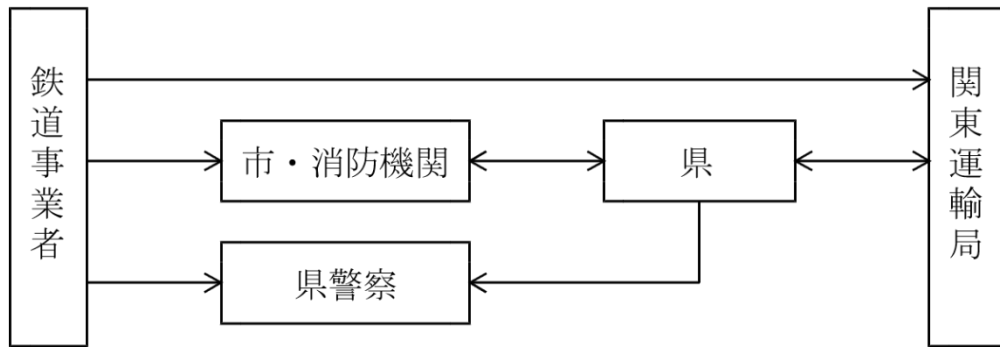 鉄道事業者
市・消防機関
県
県警察
関東運輸局